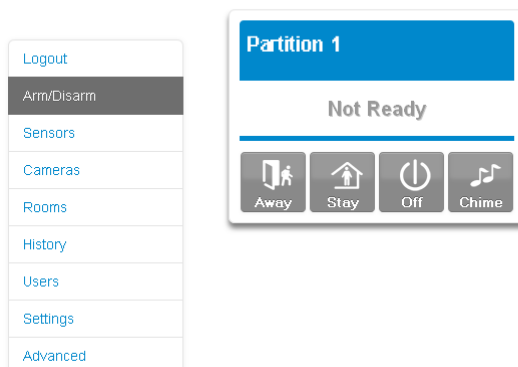 Logout
Arm/Disarm
Sensors
Cameras
Rooms
History
Users
Settings
Advanced
Partition 1
Not Ready
Away Stay Off Chime